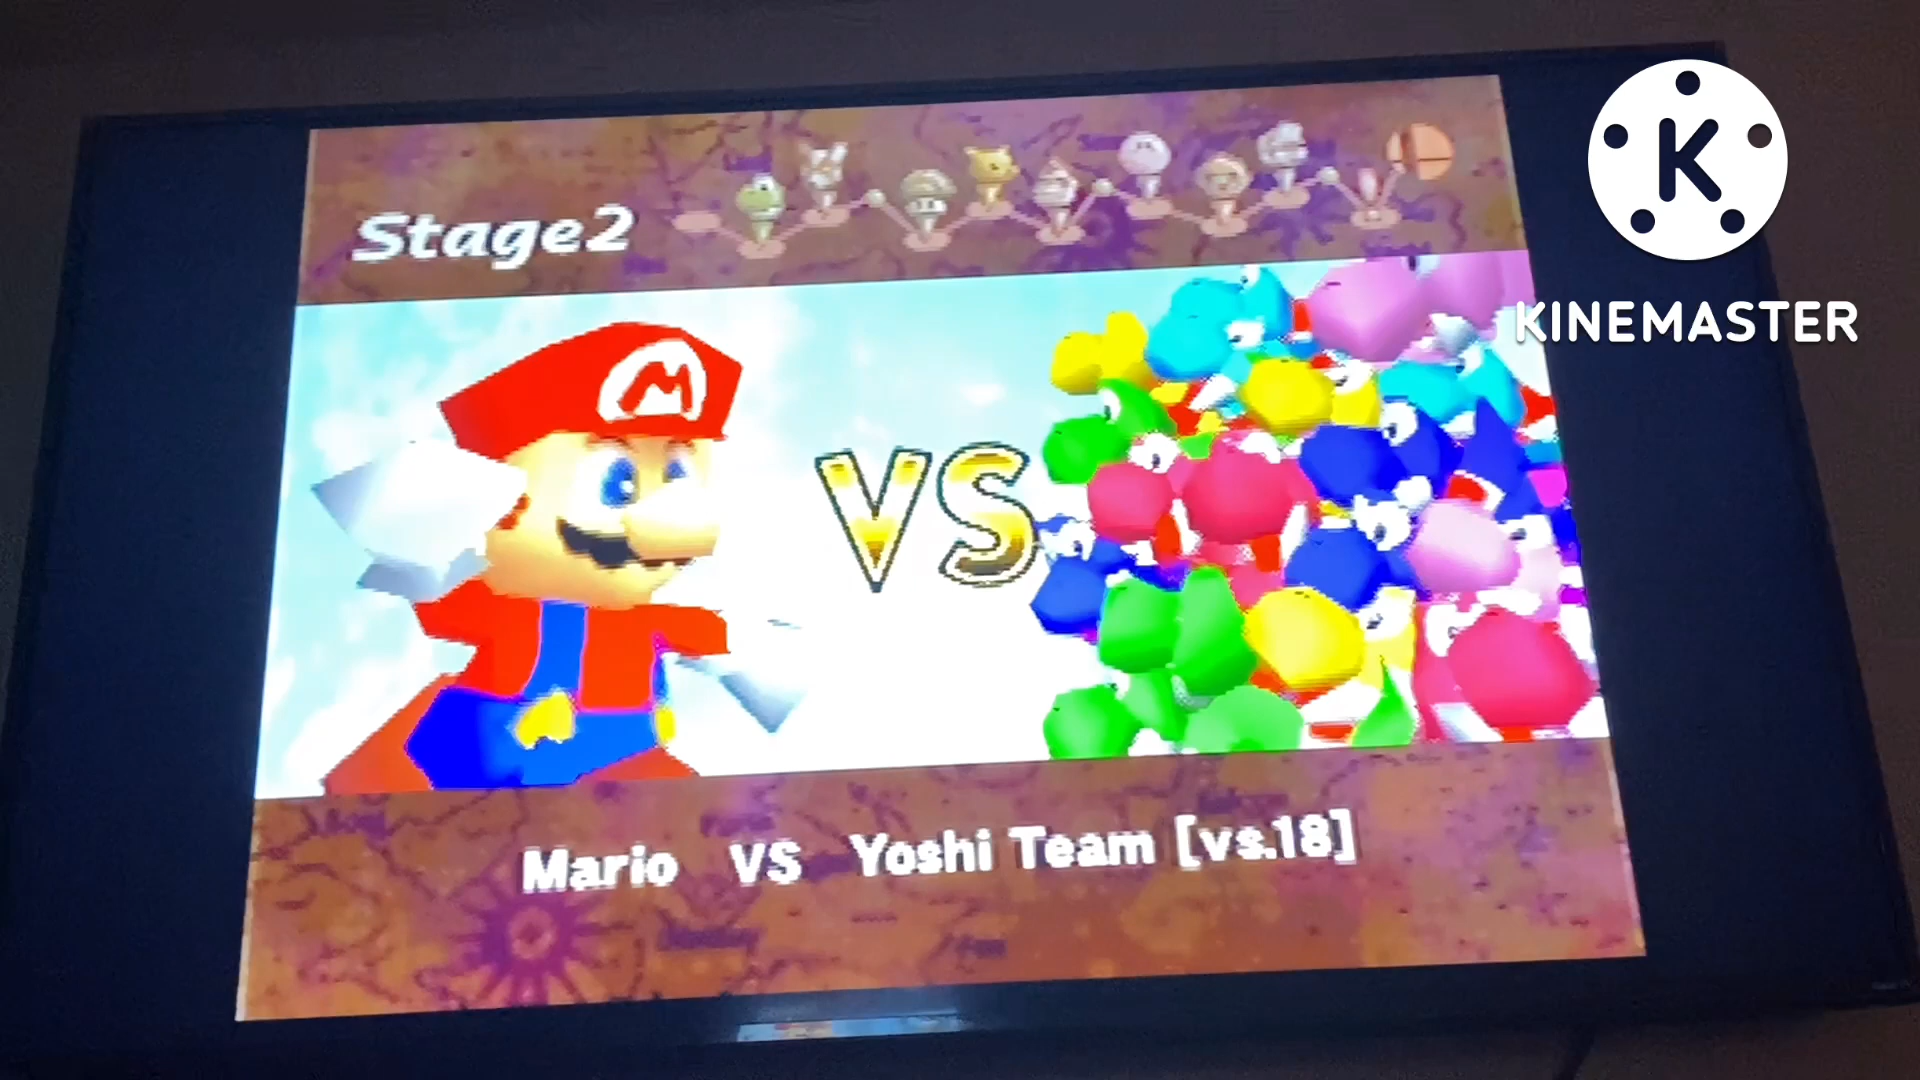 Stage2
K
KINEMASTER
M
VS
Mario VS Yoshi Team [vs.18]